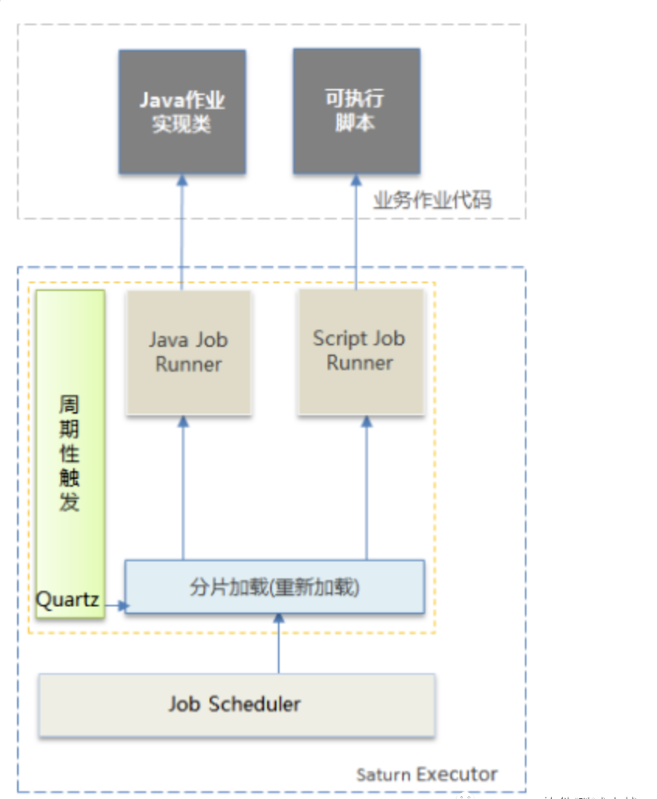 Java作业
实现类
可执行
脚本
业务作业代码
Java Job
Runner
Script Job
Runner
周
期
性
触
发
Quartz
分片加载(重新加载)
Job Scheduler
Saturn Executor